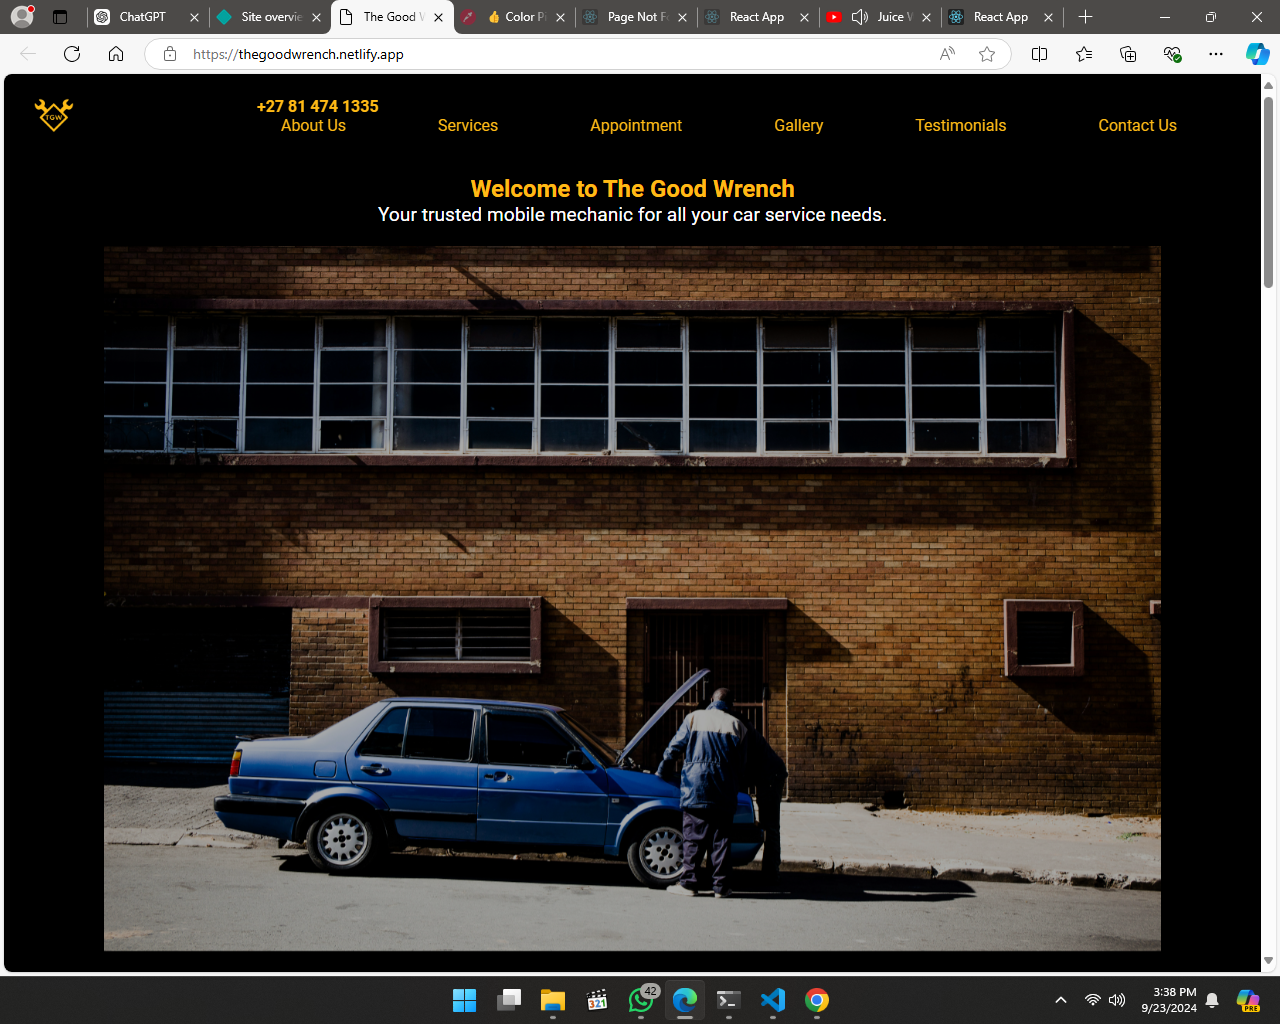 ChatGPT
Site overvie
The Good W
👍 Color P
Page Not F
React App
Juice W
React App
https://thegoodwrench.netlify.app
TGW
+27 81 474 1335
About Us
Services
Appointment
Gallery
Testimonials
Contact Us
Welcome to The Good Wrench
Your trusted mobile mechanic for all your car service needs.
321
42
3:38 PM
9/23/2024
PRE